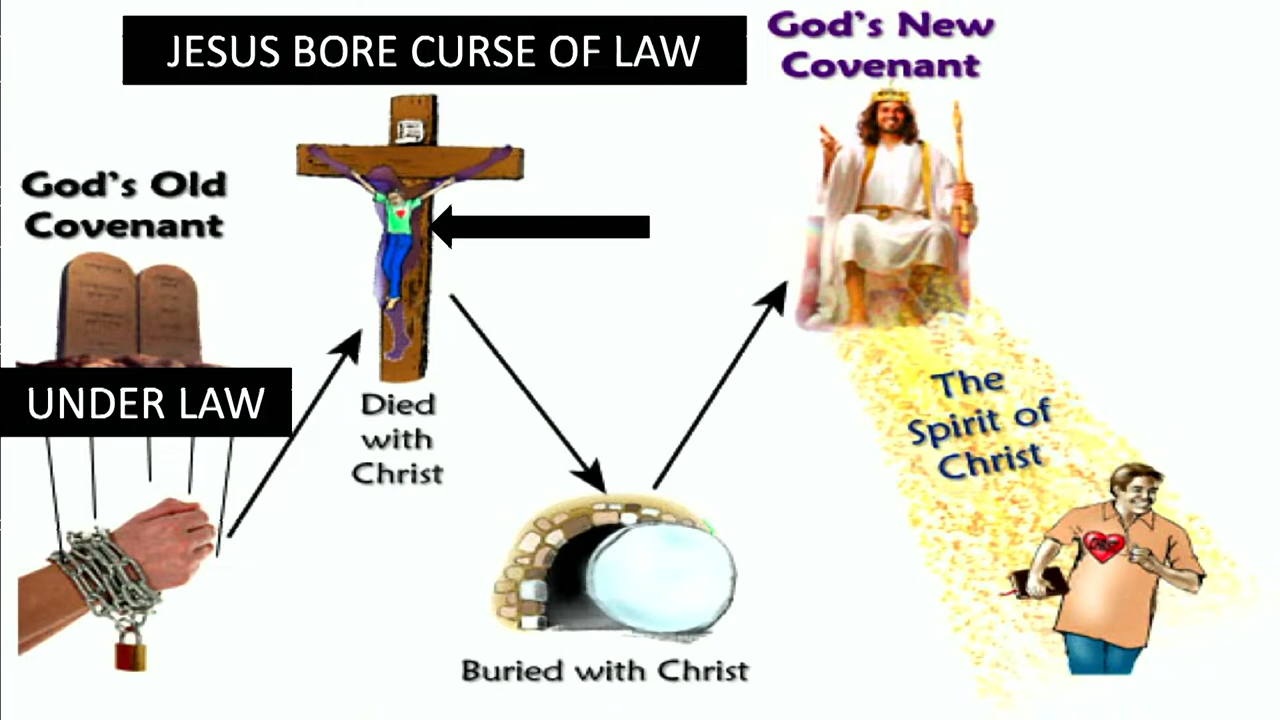 JESUS BORE CURSE OF LAW
God's New
Covenant
God's Old
Covenant
UNDER LAW
Died
with
Christ
The
Spirit of
Christ
Buried with Christ